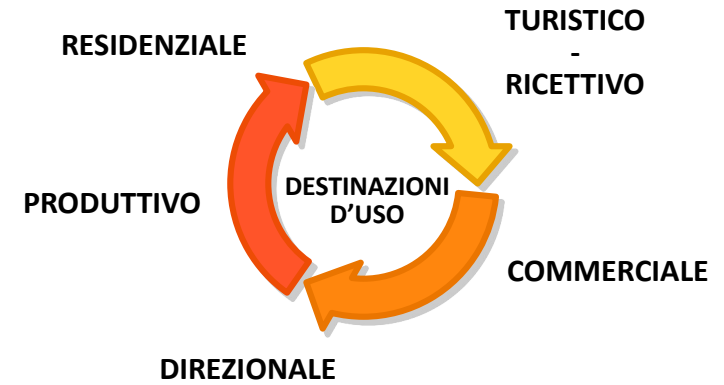 RESIDENZIALE
TURISTICO
-
RICETTIVO
PRODUTTIVO
DESTINAZIONI
D’USO
COMMERCIALE
DIREZIONALE